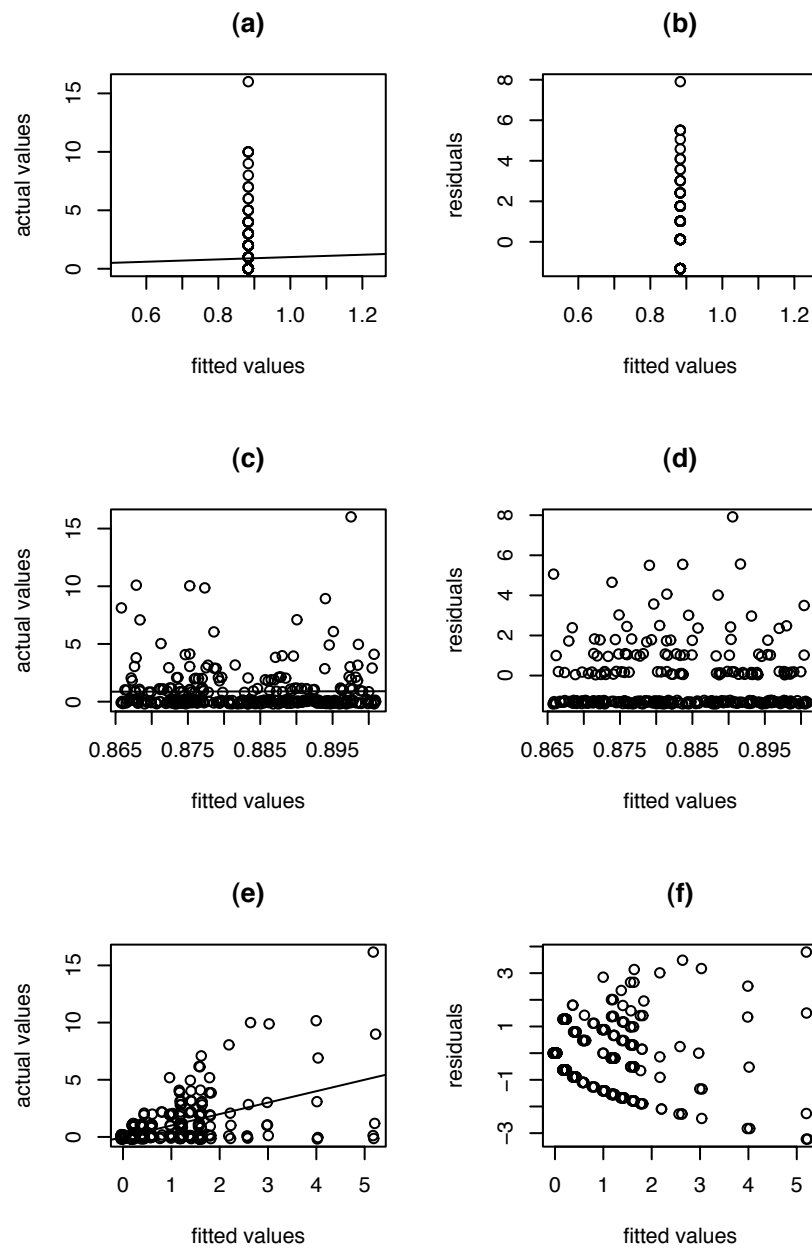 (a)
actual values
15
10
5
0
0.6 0.8 1.0 1.2
fitted values
(b)
residuals
8
6
4
2
0
0.6 0.8 1.0 1.2
fitted values
(c)
actual values
15
10
5
0
0.865 0.875 0.885 0.895
fitted values
(d)
residuals
8
6
4
2
0
0.865 0.875 0.885 0.895
fitted values
(e)
actual values
15
10
5
0
0 1 2 3 4 5
fitted values
(f)
residuals
3
1
−1
−3
0 1 2 3 4 5
fitted values